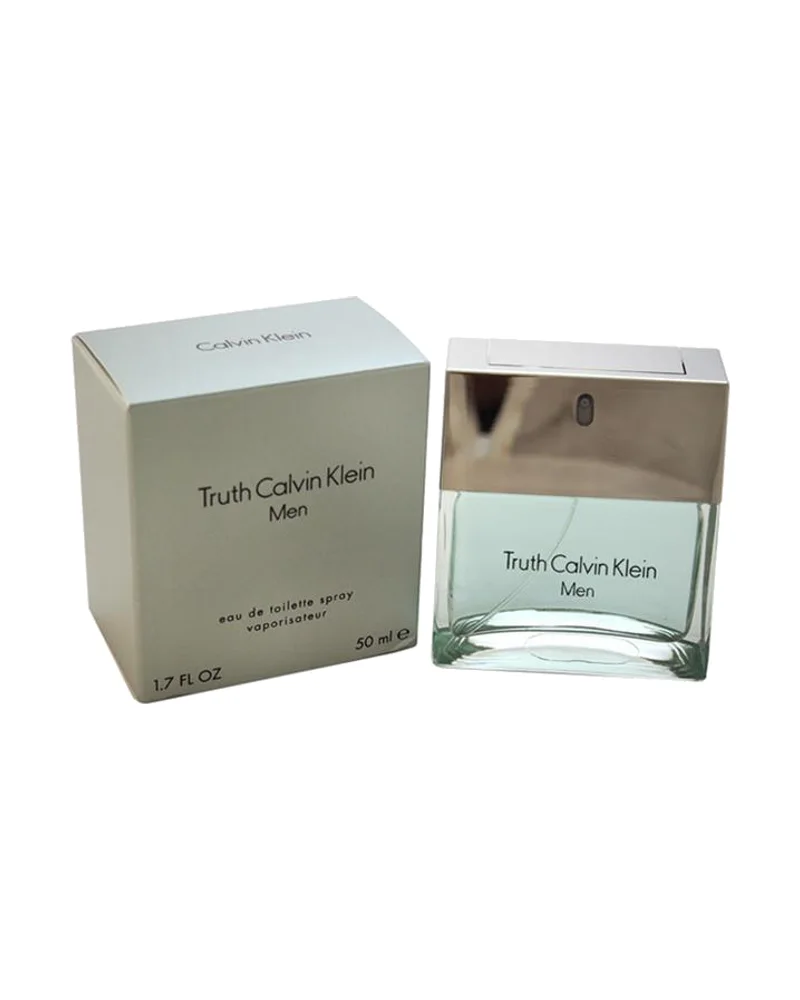 Calvin Klein
Truth Calvin Klein
Men
eau de toilette spray
vaporisateur
50 ml ℮
1.7 FL OZ
Truth Calvin Klein
Men